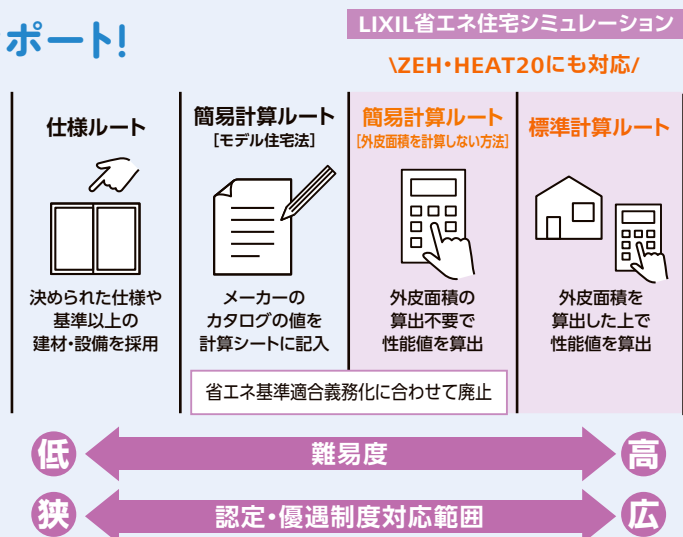 ポート!
LIXIL省エネ住宅シミュレーション
\ZEH・HEAT20にも対応/
仕様ルート
決められた仕様や
基準以上の
建材・設備を採用
簡易計算ルート
[モデル住宅法]
メーカーの
カタログの値を
計算シートに記入
簡易計算ルート
[外皮面積を計算しない方法]
外皮面積の
算出不要で
性能値を算出
標準計算ルート
外皮面積を
算出した上で
性能値を算出
省エネ基準適合義務化に合わせて廃止
低 難易度 高
狭 認定・優遇制度対応範囲 広